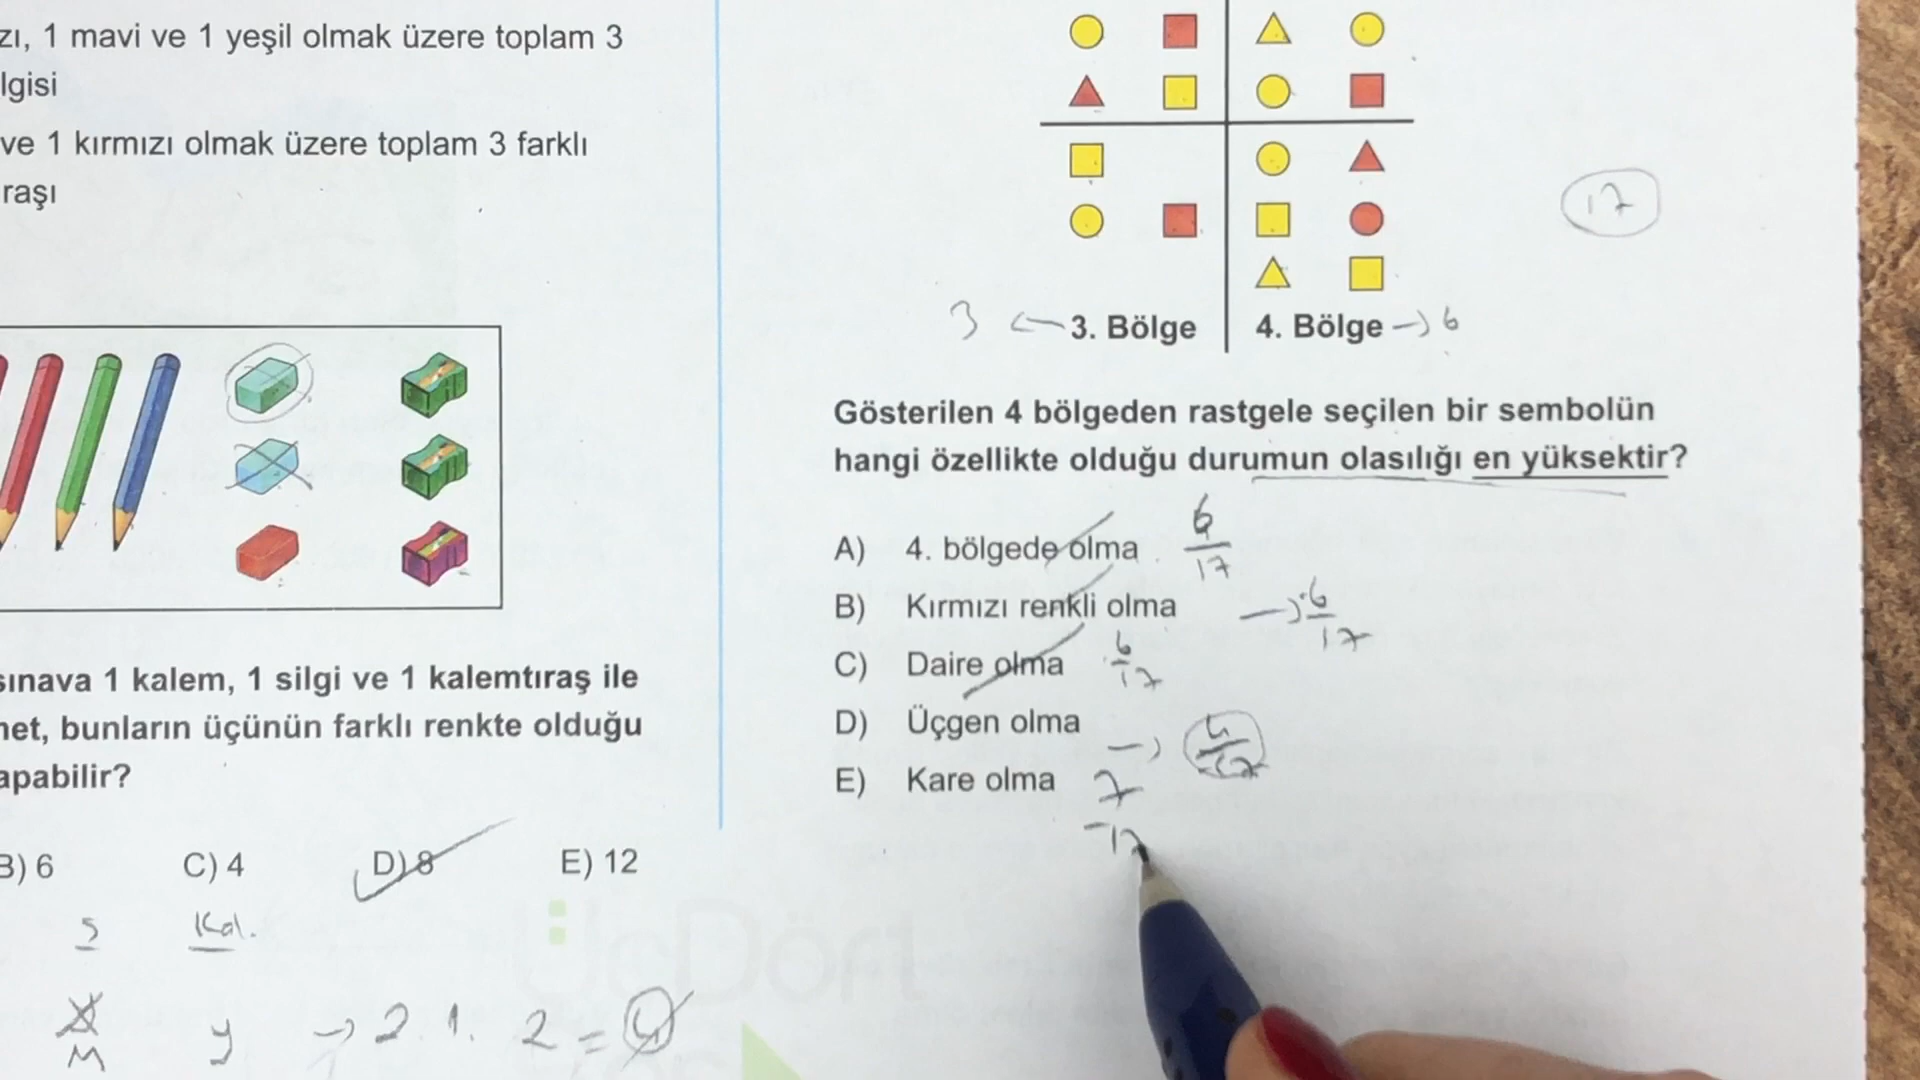 zı, 1 mavi ve 1 yeşil olmak üzere toplam 3
lgisi
ve 1 kırmızı olmak üzere toplam 3 farklı
raşı
sınava 1 kalem, 1 silgi ve 1 kalemtıraş ile
net, bunların üçünün farklı renkte olduğu
apabilir?
B) 6 C) 4 D) 8 E) 12
S Kal.
M y → 2 . 1 . 2 = 4
ÜçDört
17
3 ← 3. Bölge 4. Bölge → 6
Gösterilen 4 bölgeden rastgele seçilen bir sembolün
hangi özellikte olduğu durumun olasılığı en yüksektir?
A) 4. bölgede olma 6/17
B) Kırmızı renkli olma → 6/17
C) Daire olma 6/17
D) Üçgen olma → 4/17
E) Kare olma 7/17